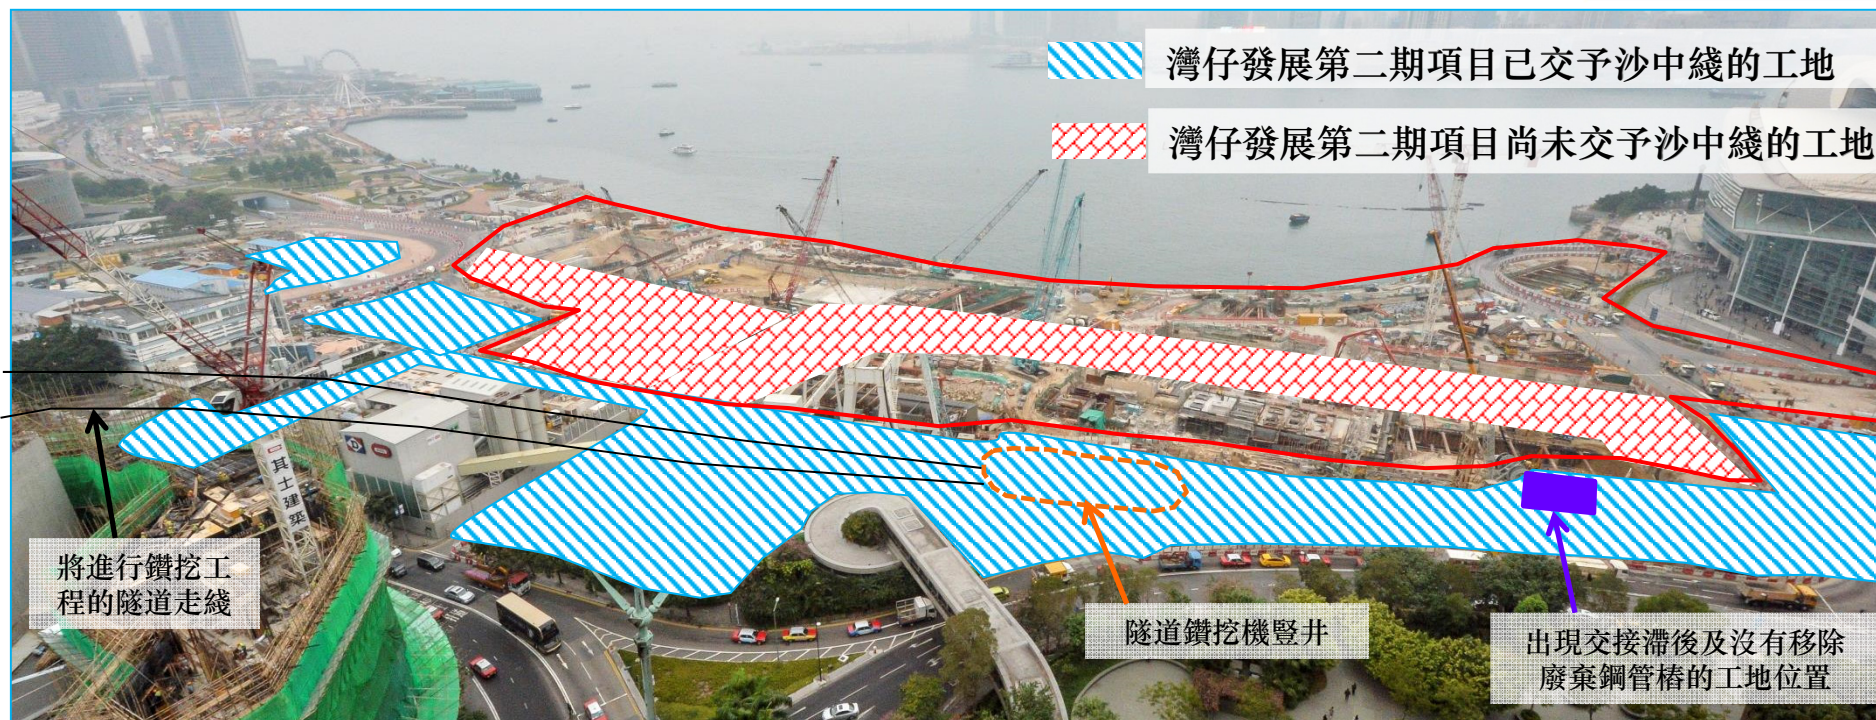 灣仔發展第二期項目已交予沙中綫的工地
灣仔發展第二期項目尚未交予沙中綫的工地
其士建築
將進行鑽挖工
程的隧道走綫
隧道鑽挖機豎井
出現交接滯後及沒有移除
廢棄鋼管樁的工地位置